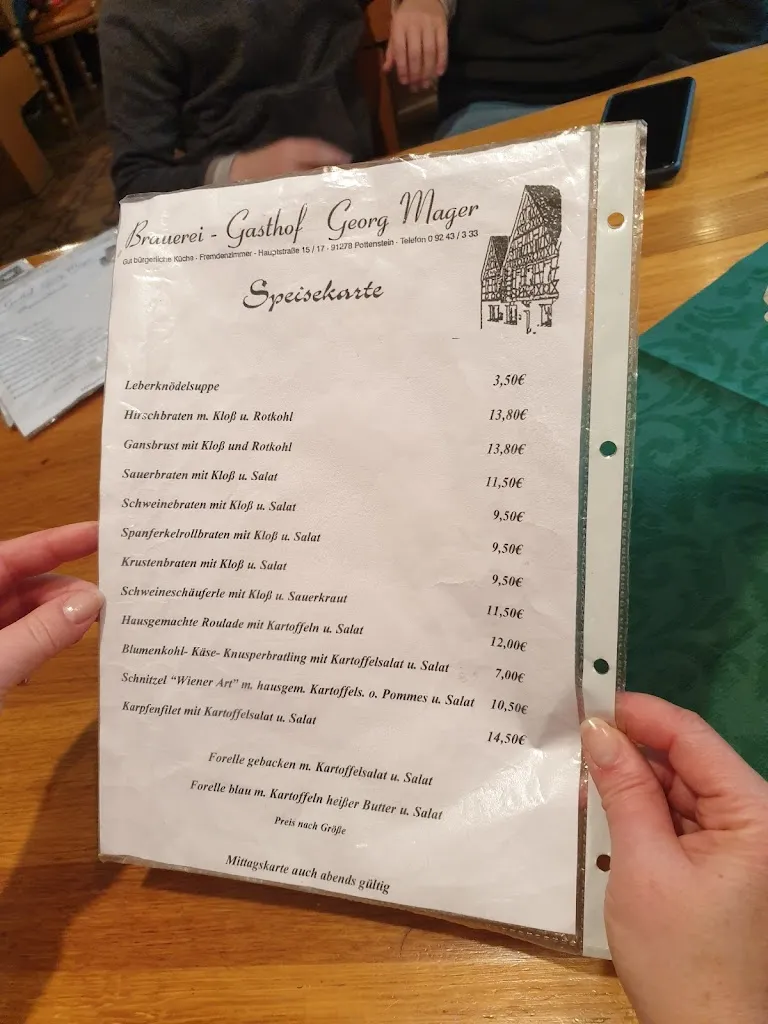 Brauerei - Gasthof Georg Mager
Gut bürgerliche Küche - Fremdenzimmer - Hauptstraße 15 / 17 - 91278 Pottenstein - Telefon 0 92 43 / 3 33
Speisekarte
Leberknödelsuppe 3,50€
Hirschbraten m. Kloß u. Rotkohl 13,80€
Gansbrust mit Kloß und Rotkohl 13,80€
Sauerbraten mit Kloß u. Salat 11,50€
Schweinebraten mit Kloß u. Salat 9,50€
Spanferkelrollbraten mit Kloß u. Salat 9,50€
Krustenbraten mit Kloß u. Salat 9,50€
Schweineschäuferle mit Kloß u. Sauerkraut 11,50€
Hausgemachte Roulade mit Kartoffeln u. Salat 12,00€
Blumenkohl- Käse- Knusperbratling mit Kartoffelsalat u. Salat 7,00€
Schnitzel "Wiener Art" m. hausgem. Kartoffels. o. Pommes u. Salat 10,50€
Karpfenfilet mit Kartoffelsalat u. Salat 14,50€
Forelle gebacken m. Kartoffelsalat u. Salat
Forelle blau m. Kartoffeln heißer Butter u. Salat
Preis nach Größe
Mittagskarte auch abends gültig